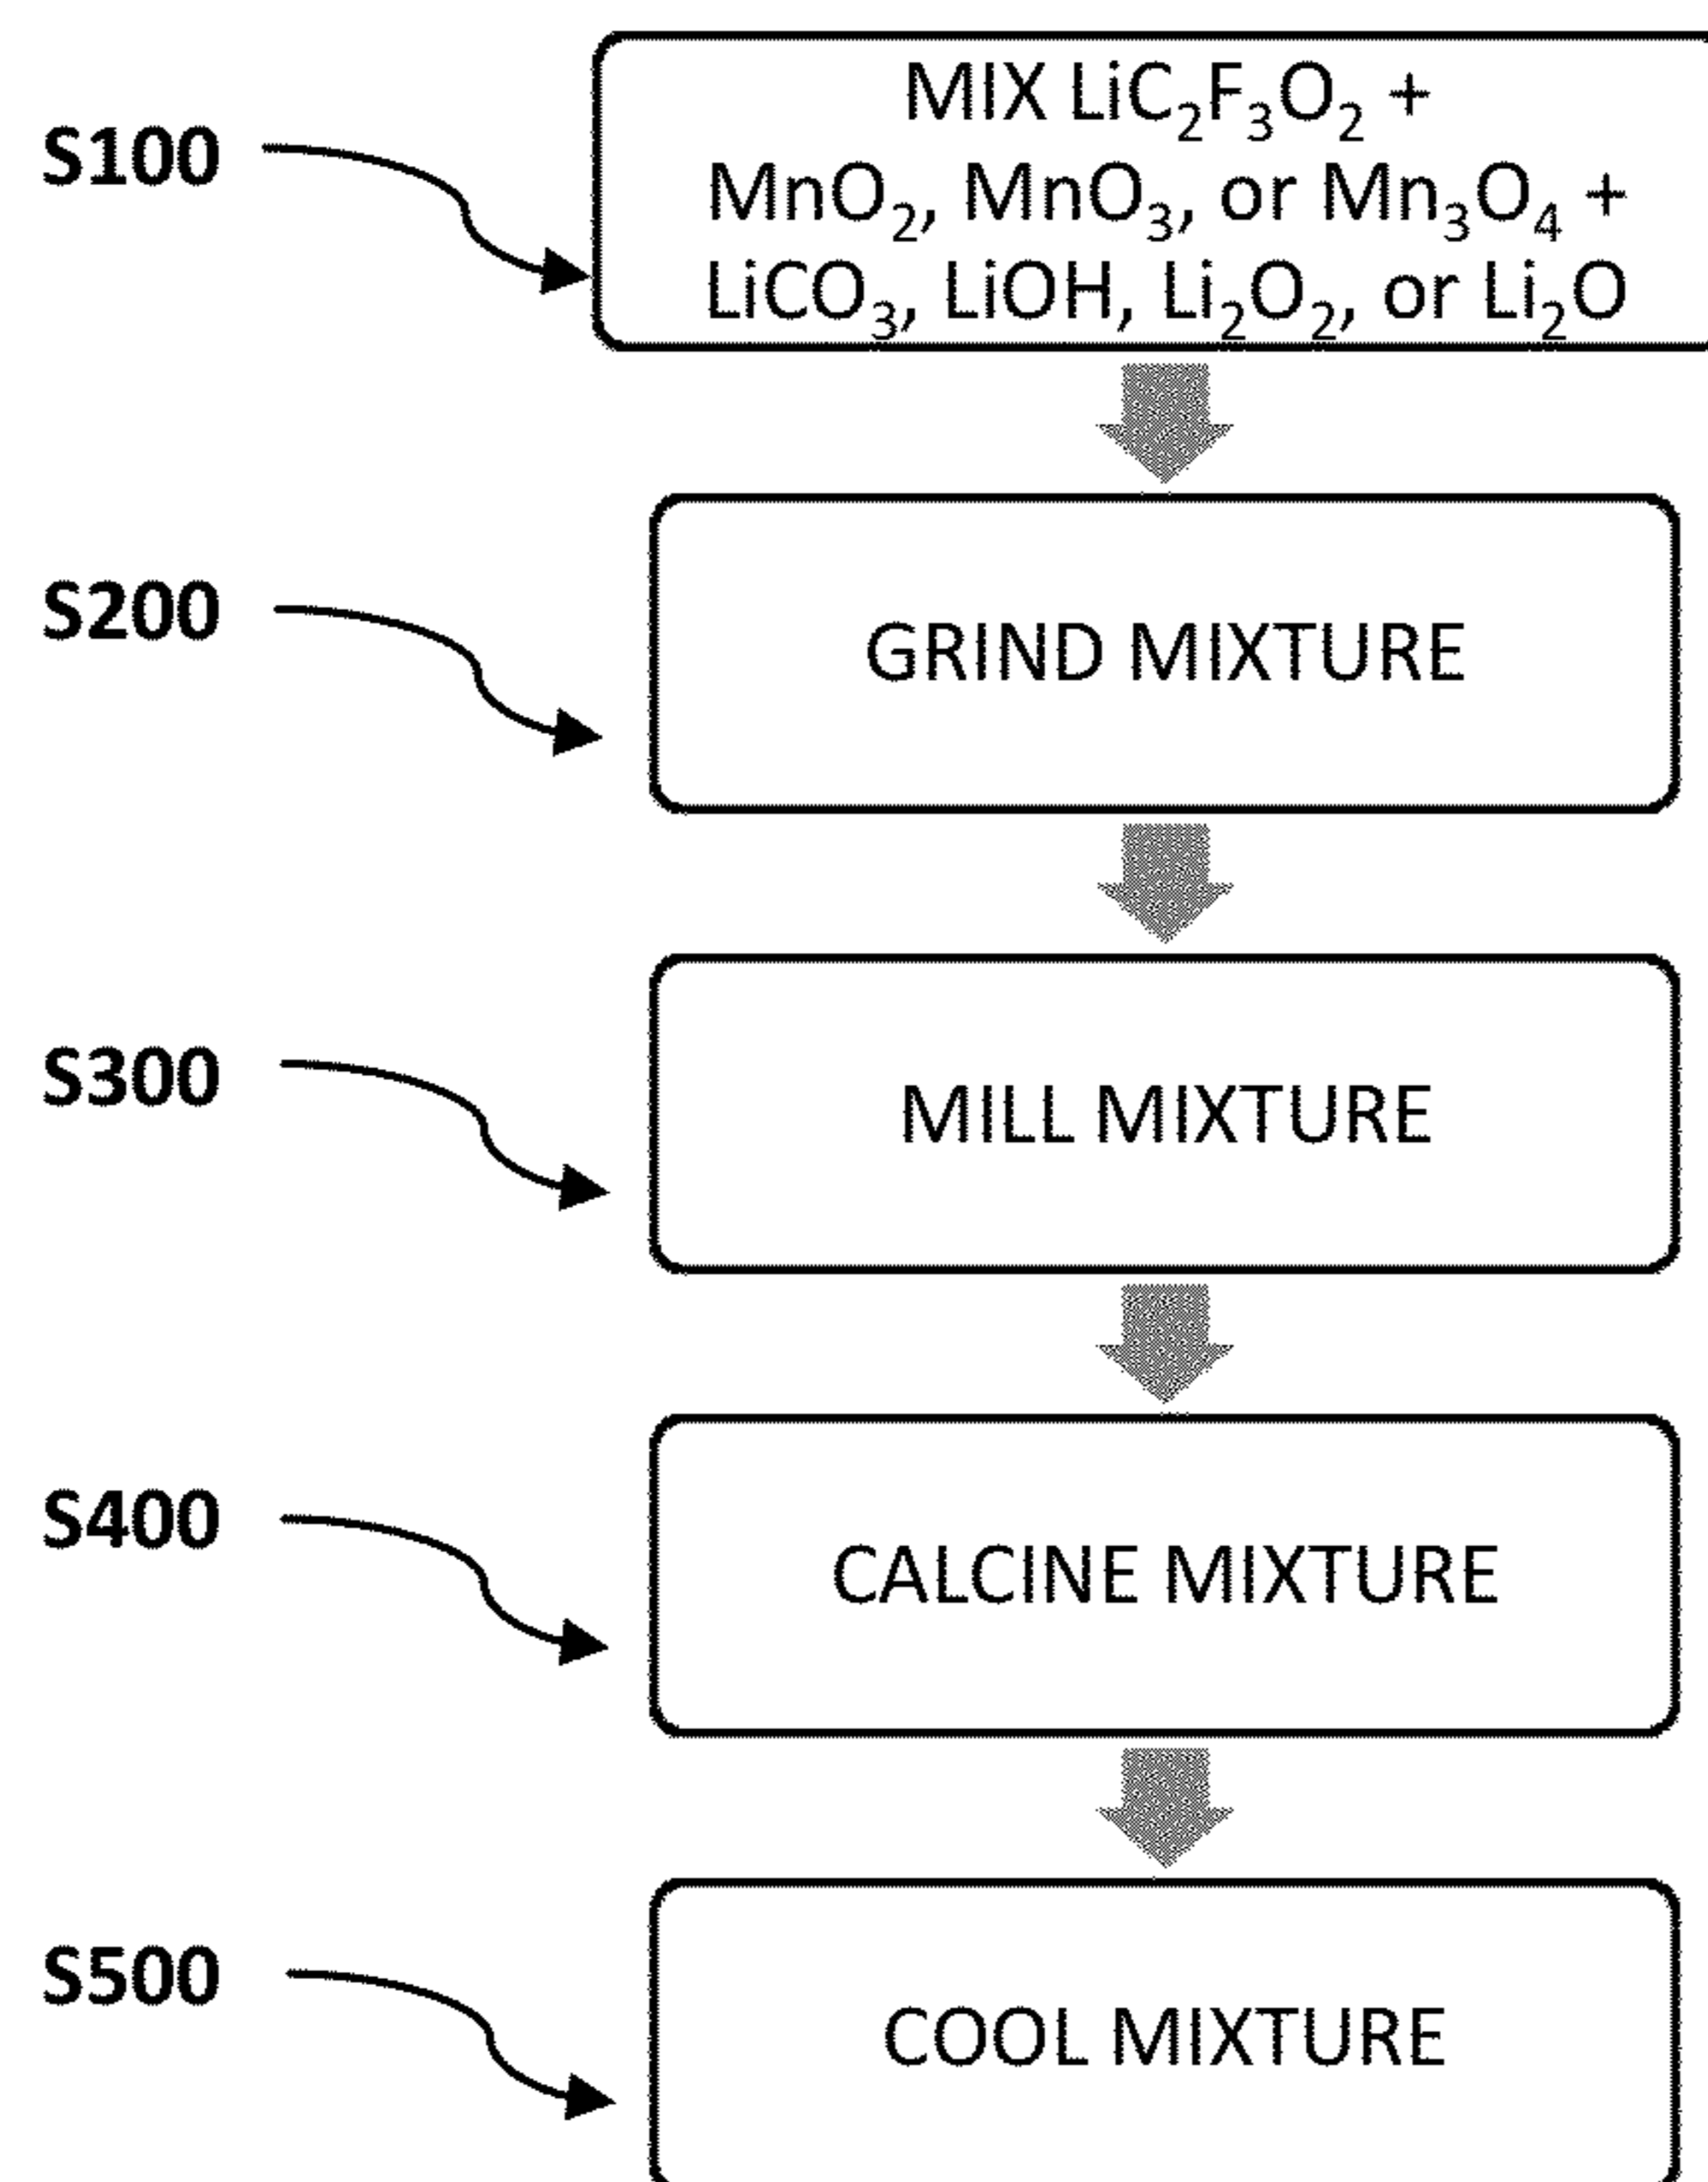 S100
MIX LiC₂F₃O₂ +
MnO₂, MnO₃, or Mn₃O₄ +
LiCO₃, LiOH, Li₂O₂, or Li₂O
S200
GRIND MIXTURE
S300
MILL MIXTURE
S400
CALCINE MIXTURE
S500
COOL MIXTURE